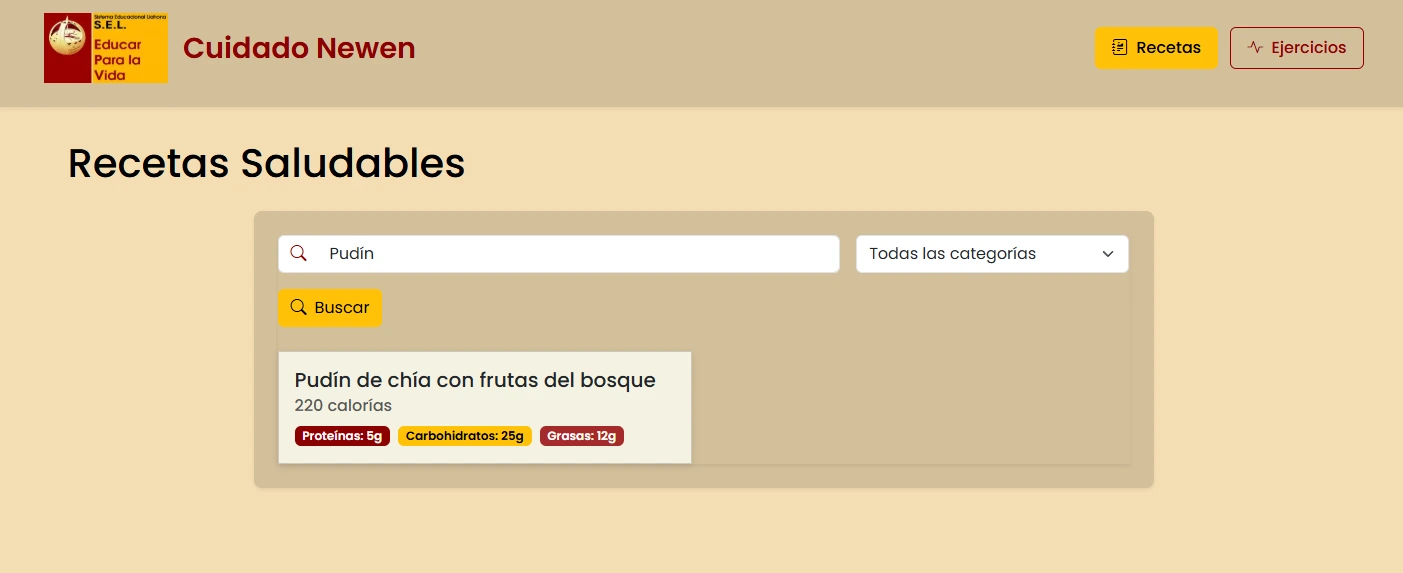 Sistema Educacional Liahona
S.E.L.
Educar
Para la
Vida
Cuidado Newen
Recetas
Ejercicios
Recetas Saludables
Pudín
Todas las categorías
Buscar
Pudín de chía con frutas del bosque
220 calorías
Proteínas: 5g
Carbohidratos: 25g
Grasas: 12g